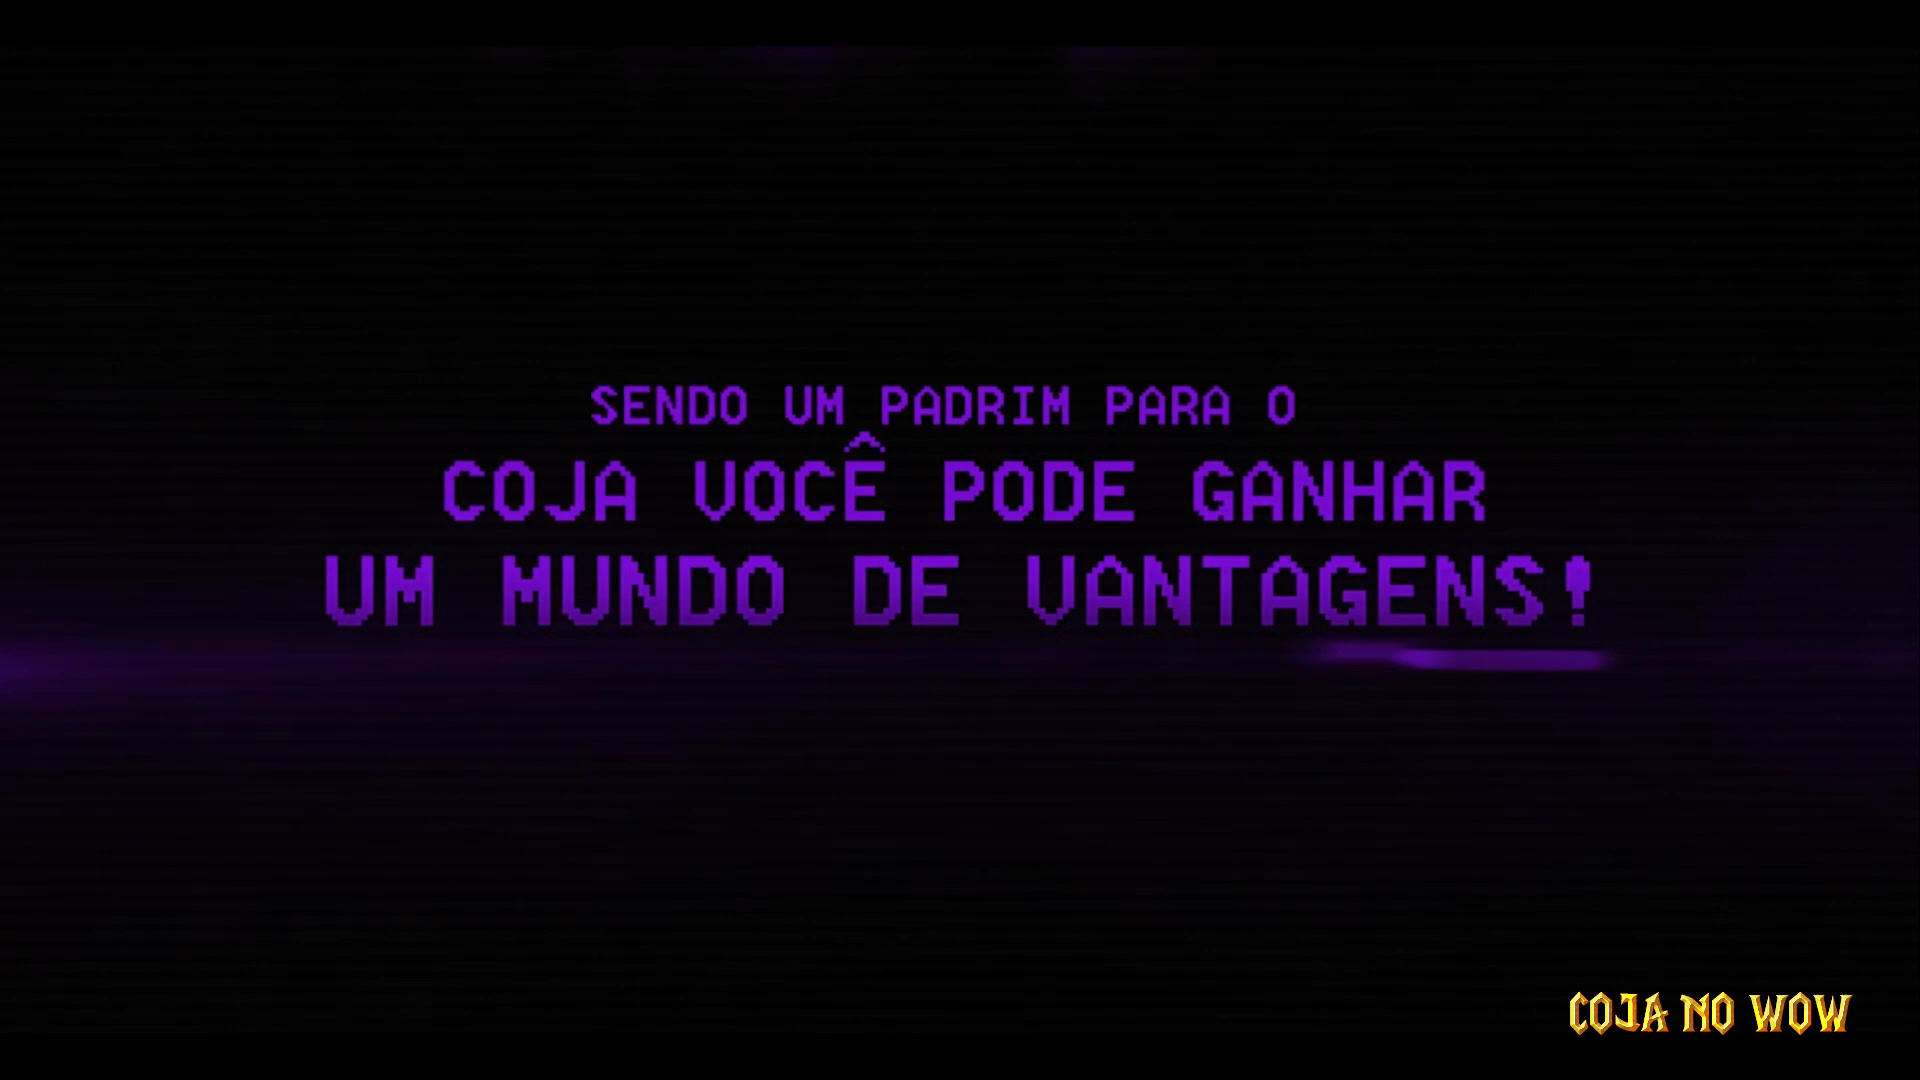 SENDO UM PADRIM PARA O
COJA VOCÊ PODE GANHAR
UM MUNDO DE VANTAGENS!
COJA NO WOW